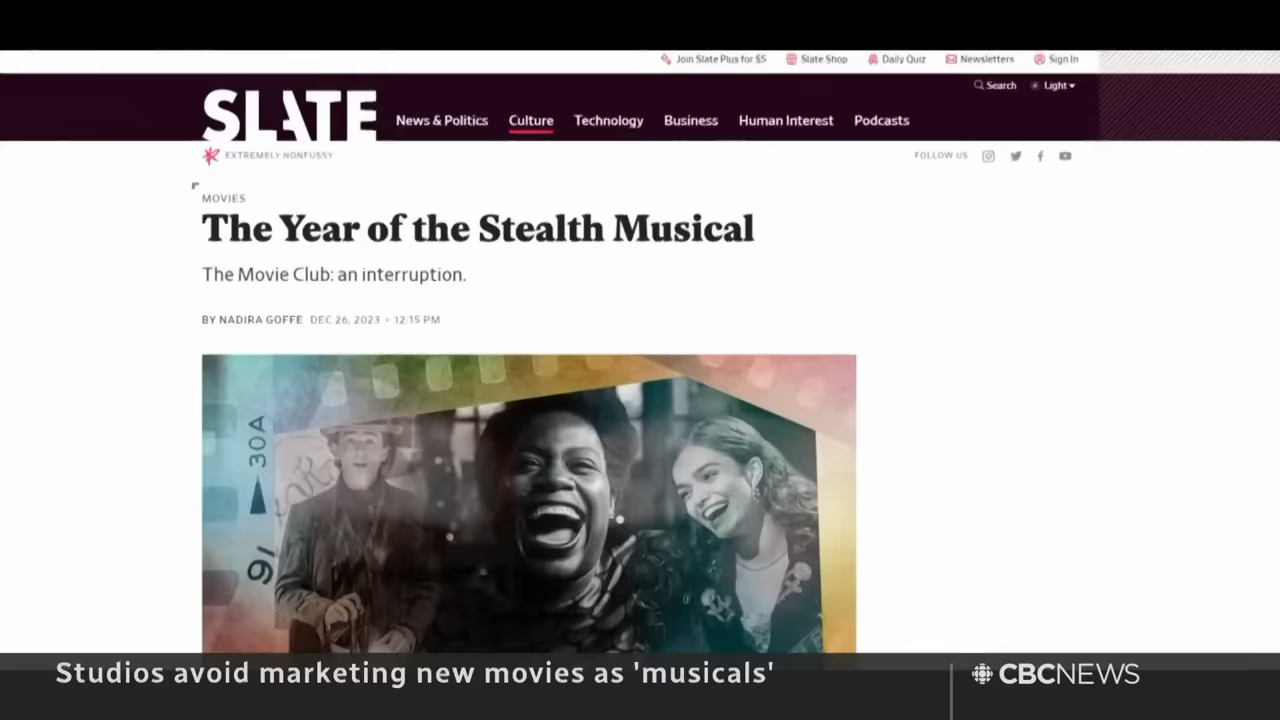 Join Slate Plus for $5 Slate Shop Daily Quiz Newsletters Sign In
Search Light
SLATE News & Politics Culture Technology Business Human Interest Podcasts
EXTREMELY NONFUSSY FOLLOW US
MOVIES
The Year of the Stealth Musical
The Movie Club: an interruption.
BY NADIRA GOFFE DEC 26, 2023 • 12:15 PM
30A
91
Studios avoid marketing new movies as 'musicals' CBCNEWS